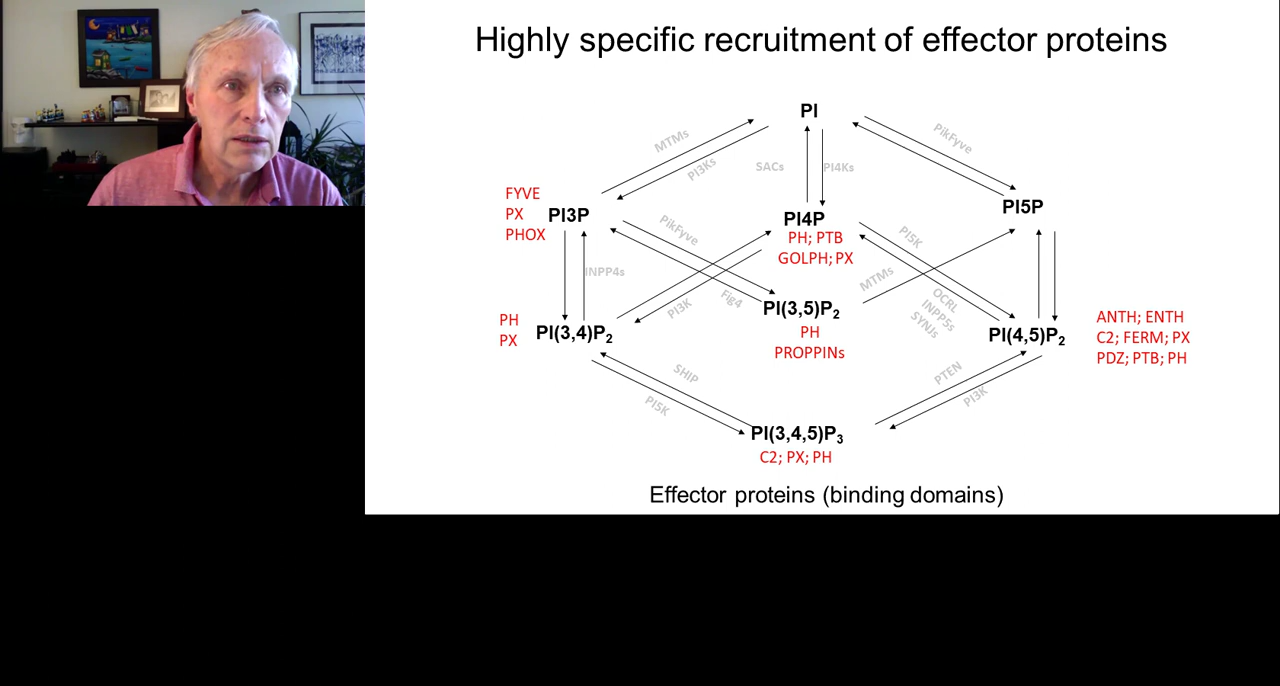 Highly specific recruitment of effector proteins
PI
MTMs
PI3Ks
SACs
PI4Ks
PikFyve
FYVE
PX
PHOX
PI3P
PI4P
PH; PTB
GOLPH; PX
PI5P
PikFyve
PI5K
INPP4s
PI3K
Fig4
MTMs
OCRL
INPP5s
SYNJs
PH
PX
PI(3,4)P2
PI(3,5)P2
PH
PROPPINs
PI(4,5)P2
ANTH; ENTH
C2; FERM; PX
PDZ; PTB; PH
SHIP
PI5K
PTEN
PI3K
PI(3,4,5)P3
C2; PX; PH
Effector proteins (binding domains)